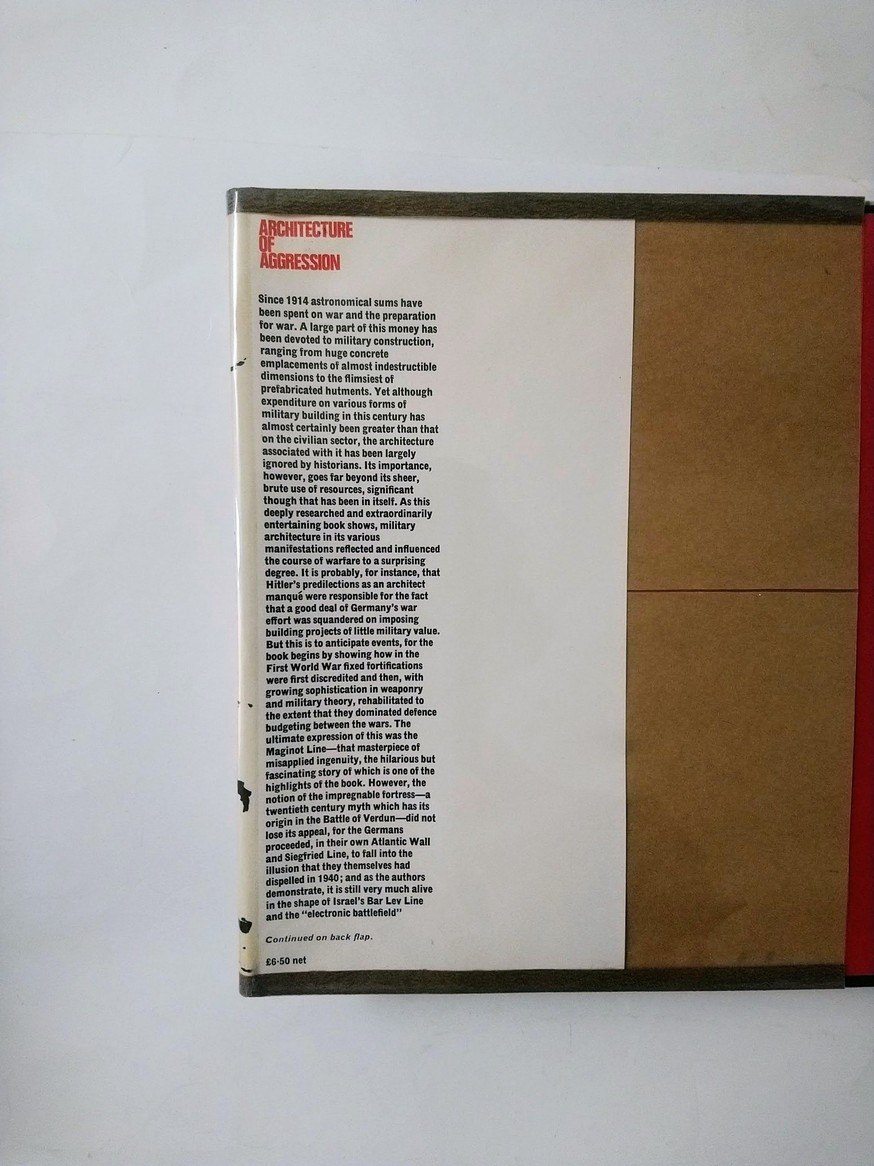 ARCHITECTURE
OF
AGGRESSION
Since 1914 astronomical sums have
been spent on war and the preparation
for war. A large part of this money has
been devoted to military construction,
ranging from huge concrete
emplacements of almost indestructible
dimensions to the flimsiest of
prefabricated hutments. Yet although
expenditure on various forms of
military building in this century has
almost certainly been greater than that
on the civilian sector, the architecture
associated with it has been largely
ignored by historians. Its importance,
however, goes far beyond its sheer,
brute use of resources, significant
though that has been in itself. As this
deeply researched and extraordinarily
entertaining book shows, military
architecture in its various
manifestations reflected and influenced
the course of warfare to a surprising
degree. It is probably, for instance, that
Hitler's predilections as an architect
manqué were responsible for the fact
that a good deal of Germany's war
effort was squandered on imposing
building projects of little military value.
But this is to anticipate events, for the
book begins by showing how in the
First World War fixed fortifications
were first discredited and then, with
growing sophistication in weaponry
and military theory, rehabilitated to
the extent that they dominated defence
budgeting between the wars. The
ultimate expression of this was the
Maginot Line—that masterpiece of
misapplied ingenuity, the hilarious but
fascinating story of which is one of the
highlights of the book. However, the
notion of the impregnable fortress—a
twentieth century myth which has its
origin in the Battle of Verdun—did not
lose its appeal, for the Germans
proceeded, in their own Atlantic Wall
and Siegfried Line, to fall into the
illusion that they themselves had
dispelled in 1940; and as the authors
demonstrate, it is still very much alive
in the shape of Israel's Bar Lev Line
and the "electronic battlefield"
Continued on back flap.
£6·50 net